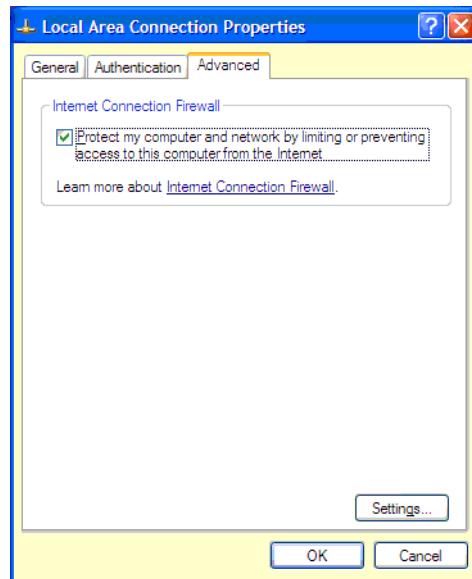 Local Area Connection Properties
General Authentication Advanced
Internet Connection Firewall
Protect my computer and network by limiting or preventing
access to this computer from the Internet
Learn more about Internet Connection Firewall.
Settings...
OK Cancel